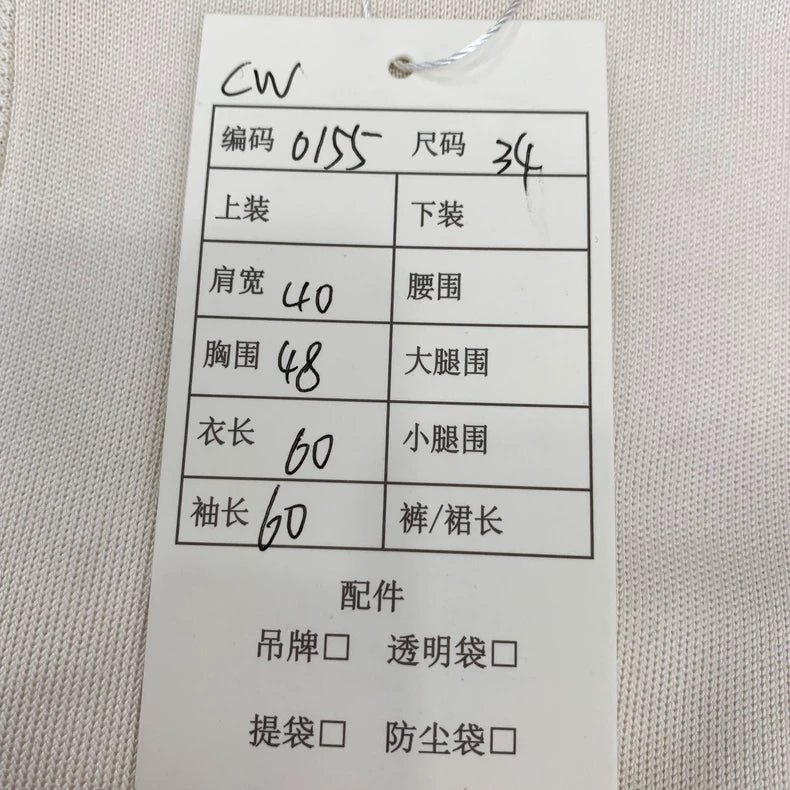 CW
编码 0155 尺码 34
上装 下装
肩宽 40 腰围
胸围 48 大腿围
衣长 60 小腿围
袖长 60 裤/裙长
配件
吊牌□ 透明袋□
提袋□ 防尘袋□